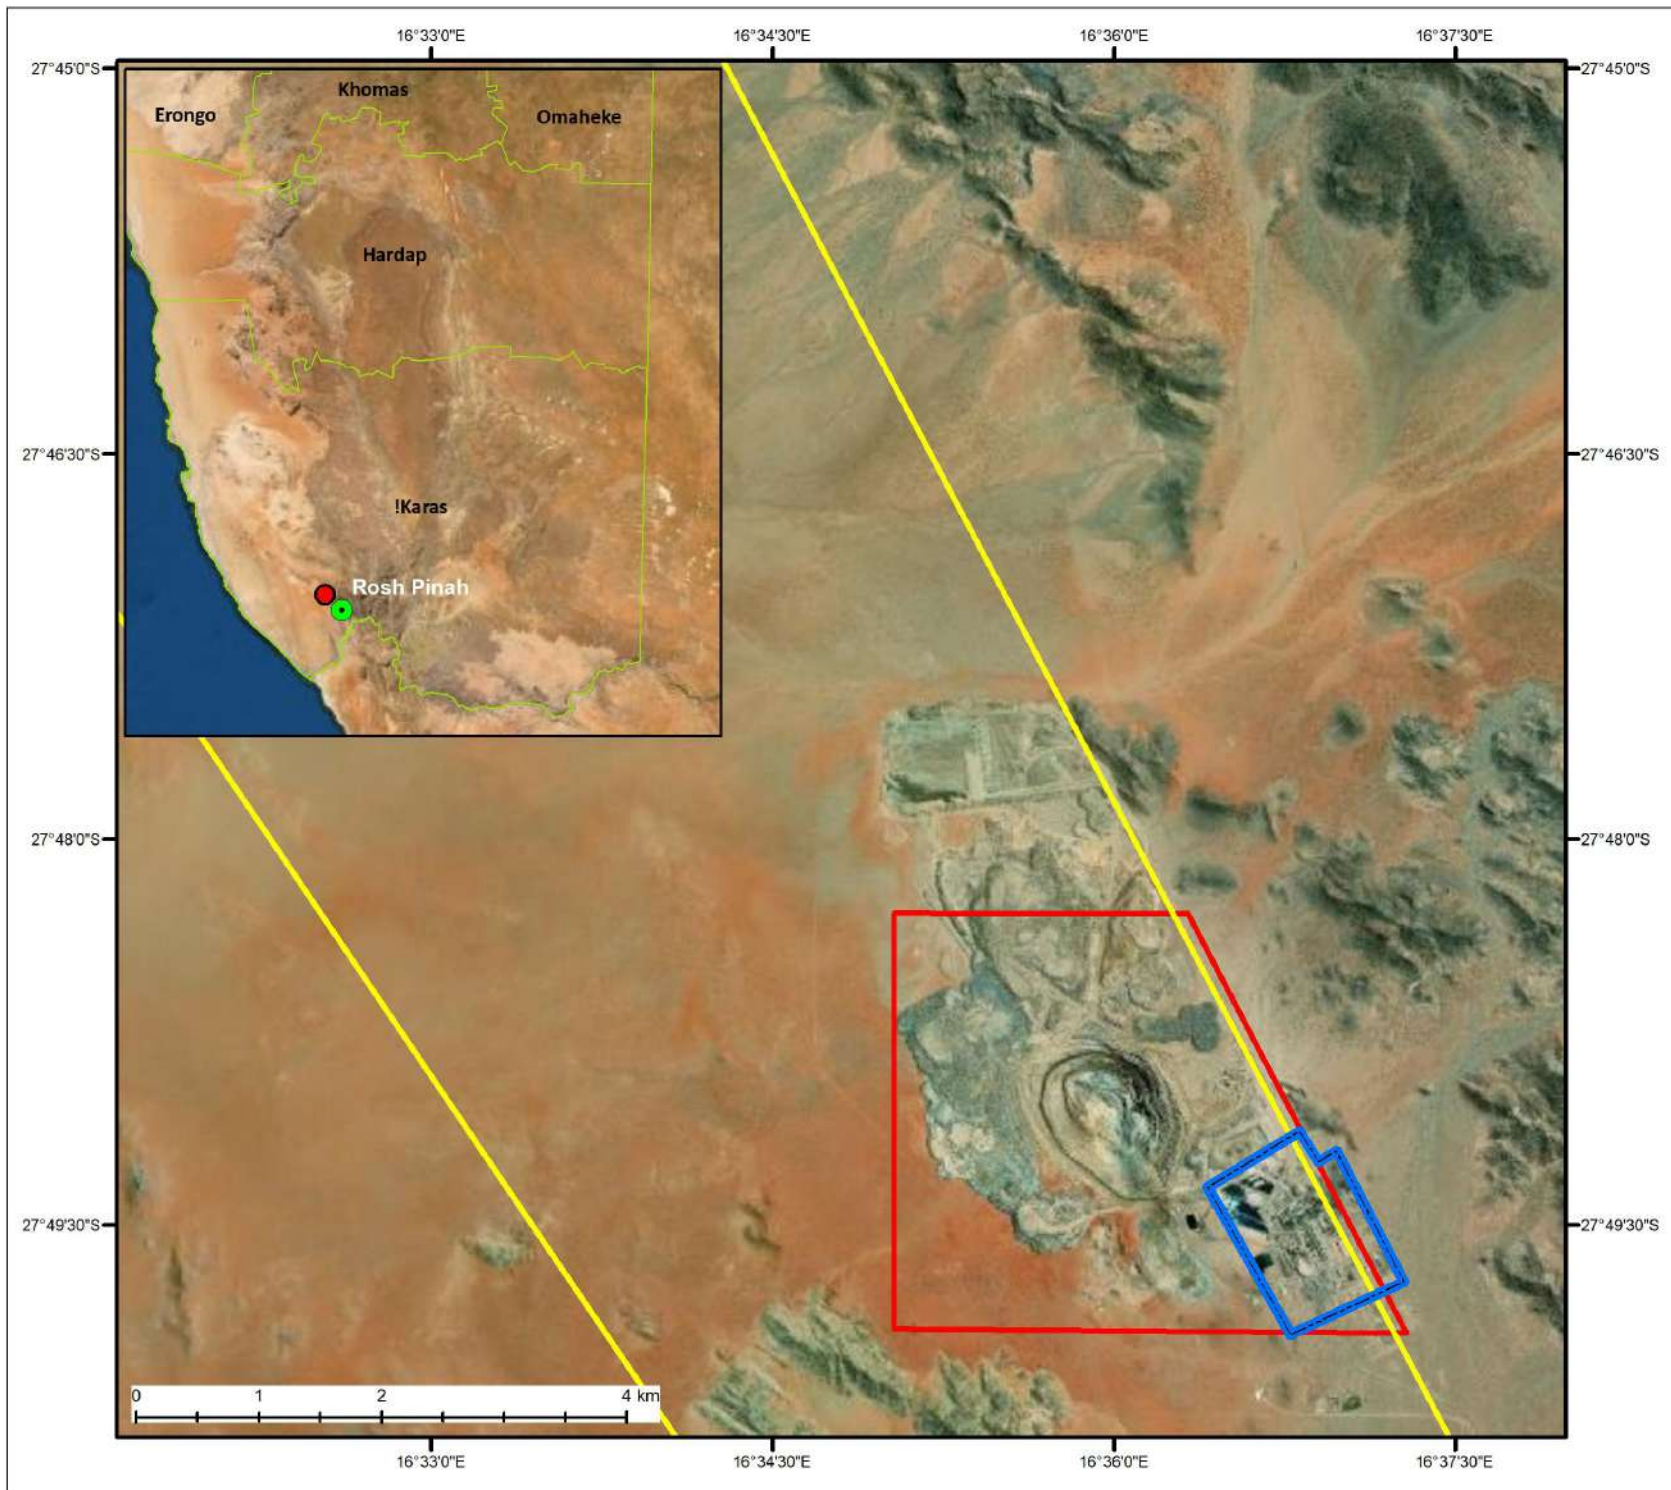 16°33'0"E 16°34'30"E 16°36'0"E 16°37'30"E
27°45'0"S 27°45'0"S
Khomas
Erongo Omaheke
Hardap
27°46'30"S 27°46'30"S
!Karas
Rosh Pinah
27°48'0"S 27°48'0"S
27°49'30"S 27°49'30"S
0 1 2 4 km
16°33'0"E 16°34'30"E 16°36'0"E 16°37'30"E